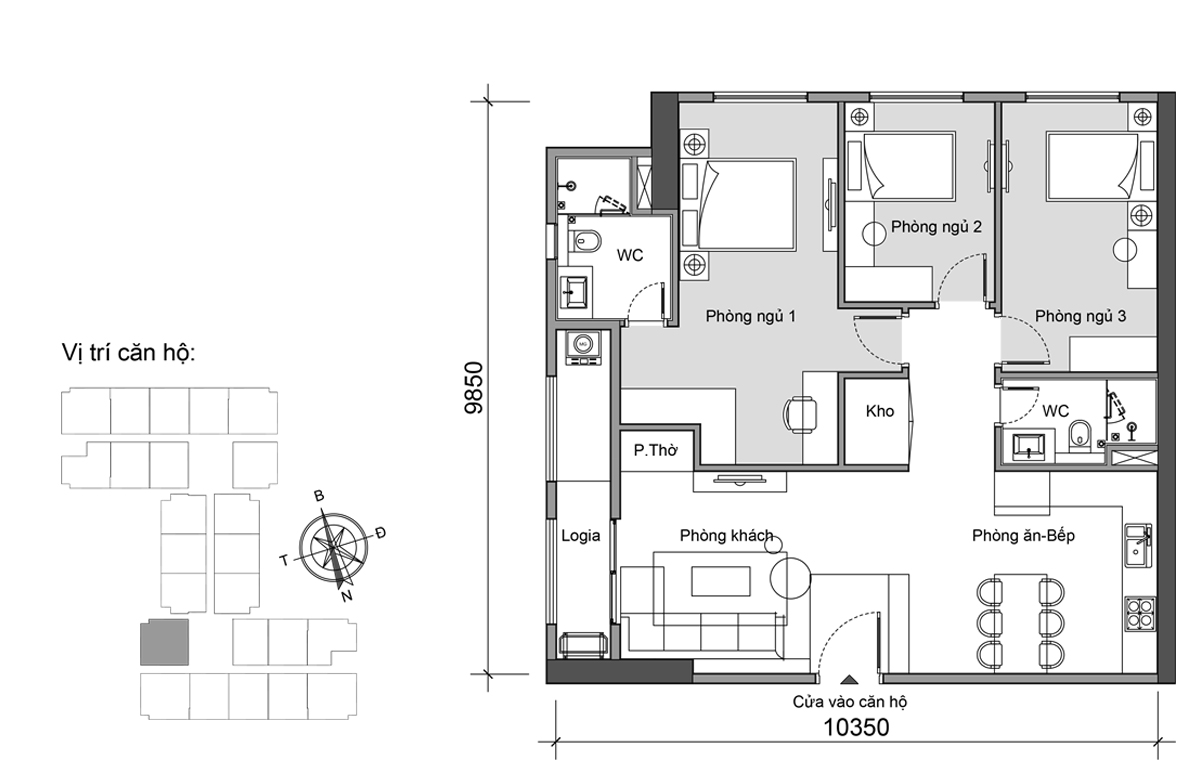 Phòng ngủ 2
WC
Phòng ngủ 1
Phòng ngủ 3
Vị trí căn hộ:
MG
9850
Kho
WC
P.Thờ
B
Đ
T
N
Logia
Phòng khách
Phòng ăn-Bếp
Cửa vào căn hộ
10350